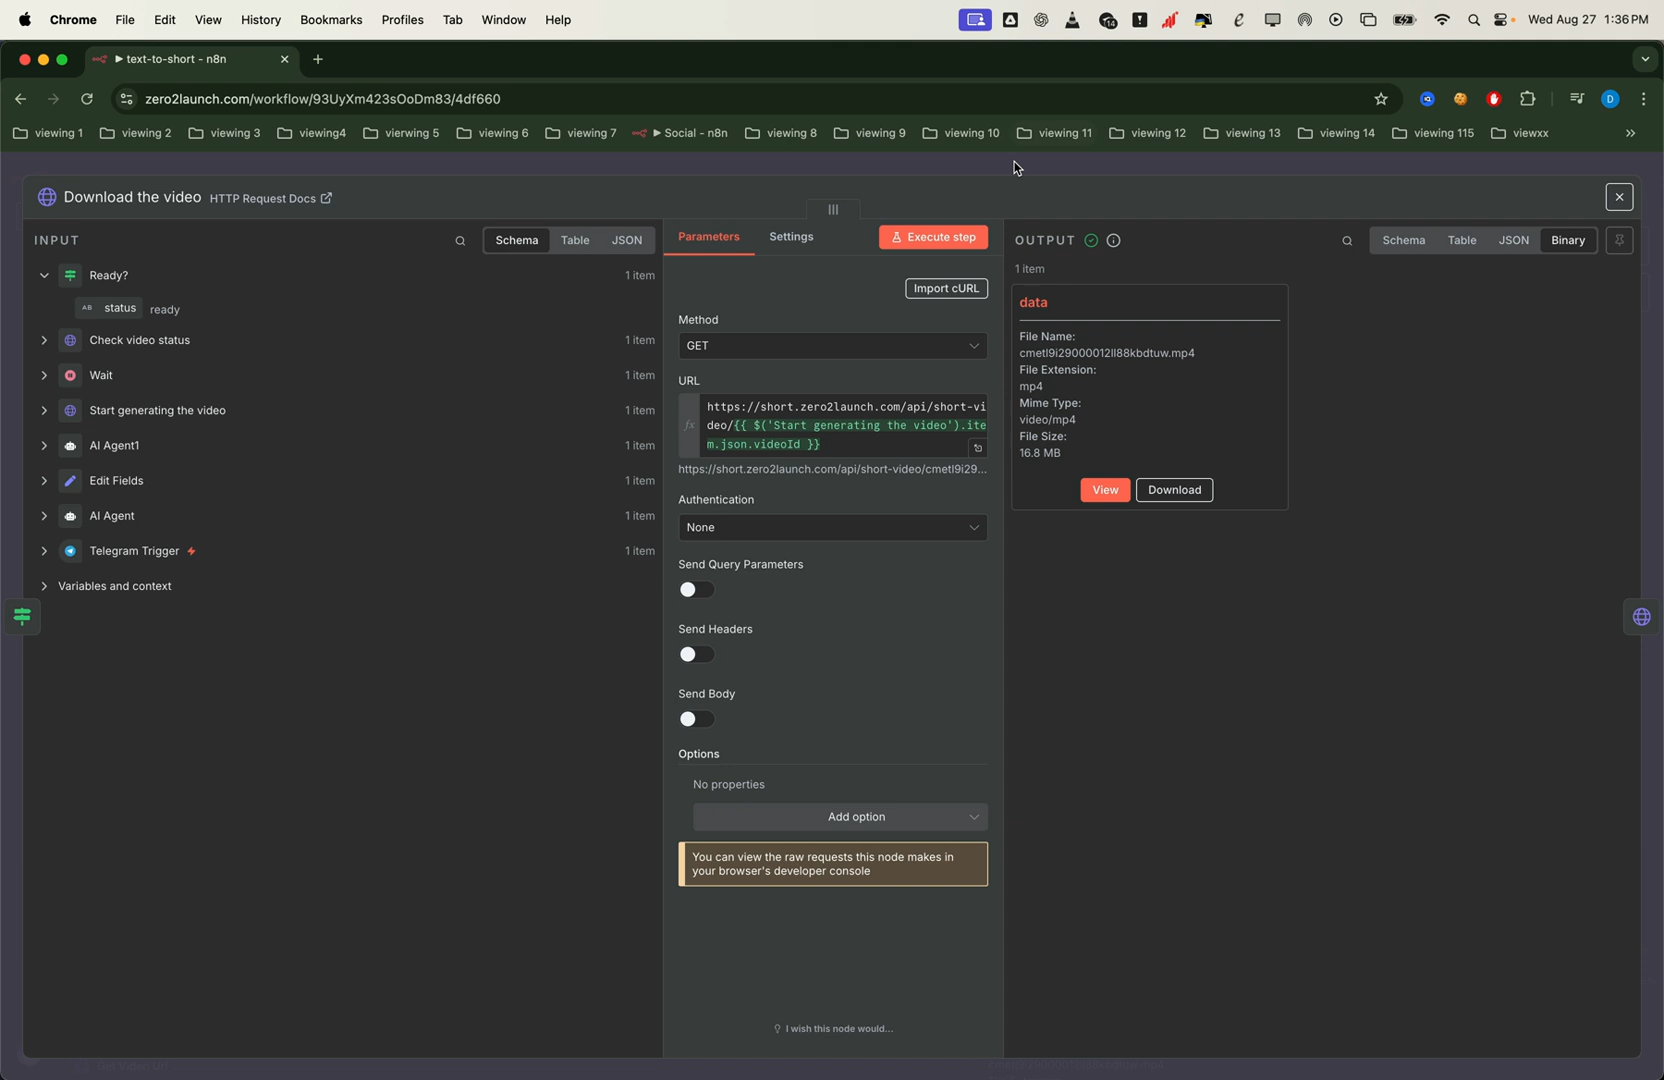 Chrome File Edit View History Bookmarks Profiles Tab Window Help
14
Wed Aug 27 1:36 PM
text-to-short - n8n
zero2launch.com/workflow/93UyXm423sOoDm83/4df660
D
viewing 1 viewing 2 viewing 3 viewing4 vierwing 5 viewing 6 viewing 7 Social - n8n viewing 8 viewing 9 viewing 10 viewing 11 viewing 12 viewing 13 viewing 14 viewing 115 viewxx
Download the video HTTP Request Docs
INPUT
Schema Table JSON
Ready? 1 item
AB status ready
Check video status 1 item
Wait 1 item
Start generating the video 1 item
AI Agent1 1 item
Edit Fields 1 item
AI Agent 1 item
Telegram Trigger 1 item
Variables and context
Parameters Settings Execute step
Import cURL
Method
GET
URL
fx
https://short.zero2launch.com/api/short-vi
deo/{{ $('Start generating the video').ite
m.json.videoId }}
https://short.zero2launch.com/api/short-video/cmetl9i29...
Authentication
None
Send Query Parameters
Send Headers
Send Body
Options
No properties
Add option
You can view the raw requests this node makes in
your browser's developer console
I wish this node would...
OUTPUT
Schema Table JSON Binary
1 item
data
File Name:
cmetl9i29000012ll88kbdtuw.mp4
File Extension:
mp4
Mime Type:
video/mp4
File Size:
16.8 MB
View Download